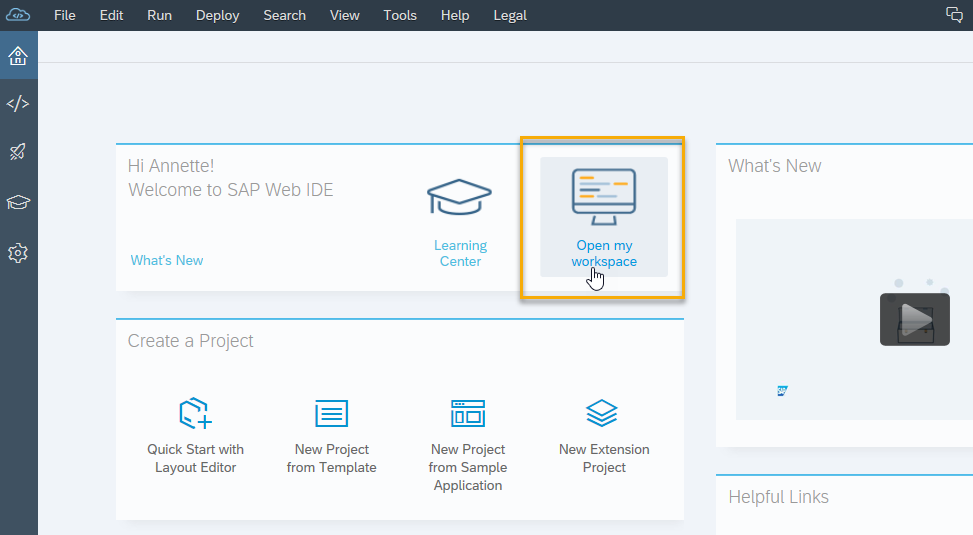 File Edit Run Deploy Search View Tools Help Legal
Hi Annette!
Welcome to SAP Web IDE
What's New
Learning
Center
Open my
workspace
What's New
Create a Project
Quick Start with
Layout Editor
New Project
from Template
New Project
from Sample
Application
New Extension
Project
SAP
Helpful Links